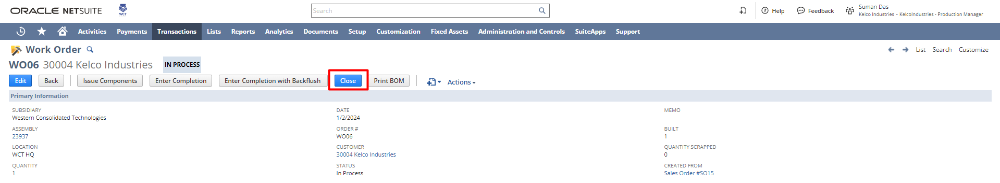 ORACLE NETSUITE WCT Search Help Feedback Suman Das
Kelco Industries - KelcoIndustries - Production Manager
Activities Payments Transactions Lists Reports Analytics Documents Setup Customization Fixed Assets Administration and Controls SuiteApps Support
Work Order List Search Customize
WO06 30004 Kelco Industries IN PROCESS
Edit Back Issue Components Enter Completion Enter Completion with Backflush Close Print BOM Actions
Primary Information
SUBSIDIARY DATE MEMO
Western Consolidated Technologies 1/2/2024
ASSEMBLY ORDER # BUILT
23937 WO06 1
LOCATION CUSTOMER QUANTITY SCRAPPED
WCT HQ 30004 Kelco Industries 0
QUANTITY STATUS CREATED FROM
1 In Process Sales Order #SO15